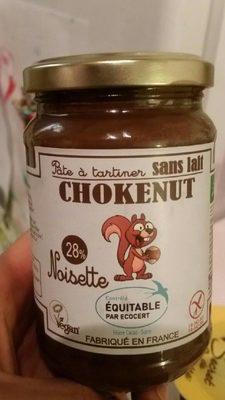 Pâte à tartiner sans lait
CHOKENUT
28%
Noisette
Contrôlé
ÉQUITABLE
PAR ECOCERT
Vegan
FABRIQUÉ EN FRANCE